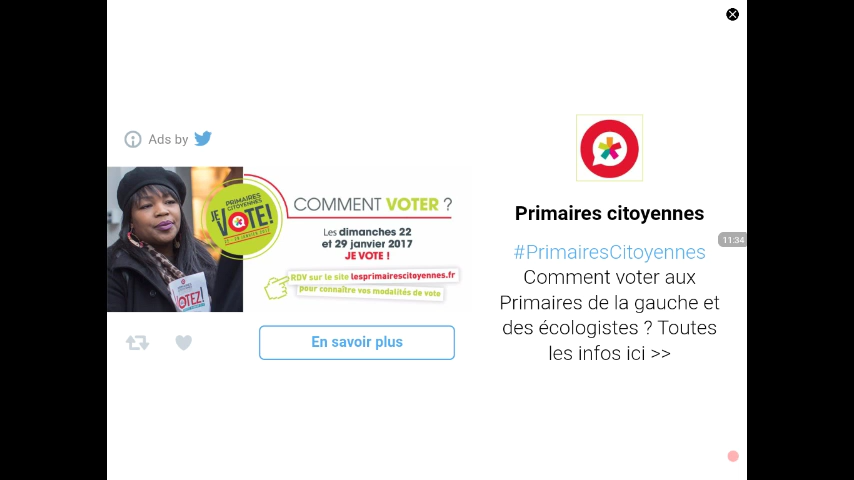 Ads by
PRIMAIRES
CITOYENNES
JE
VOTE!
COMMENT VOTER ?
Les dimanches 22
et 29 janvier 2017
JE VOTE !
RDV sur le site lesprimairescitoyennes.fr
pour connaître vos modalités de vote
VOTEZ!
En savoir plus
Primaires citoyennes
11:34
#PrimairesCitoyennes
Comment voter aux
Primaires de la gauche et
des écologistes ? Toutes
les infos ici >>